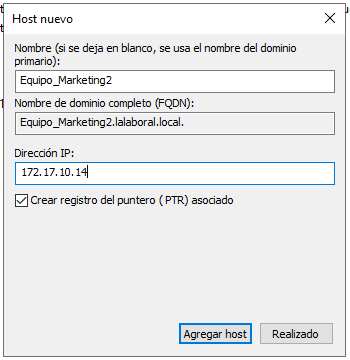 Host nuevo
Nombre (si se deja en blanco, se usa el nombre del dominio
primario):
Equipo_Marketing2
Nombre de dominio completo (FQDN):
Equipo_Marketing2.lalaboral.local.
Dirección IP:
172.17.10.14
Crear registro del puntero (PTR) asociado
Agregar host
Realizado